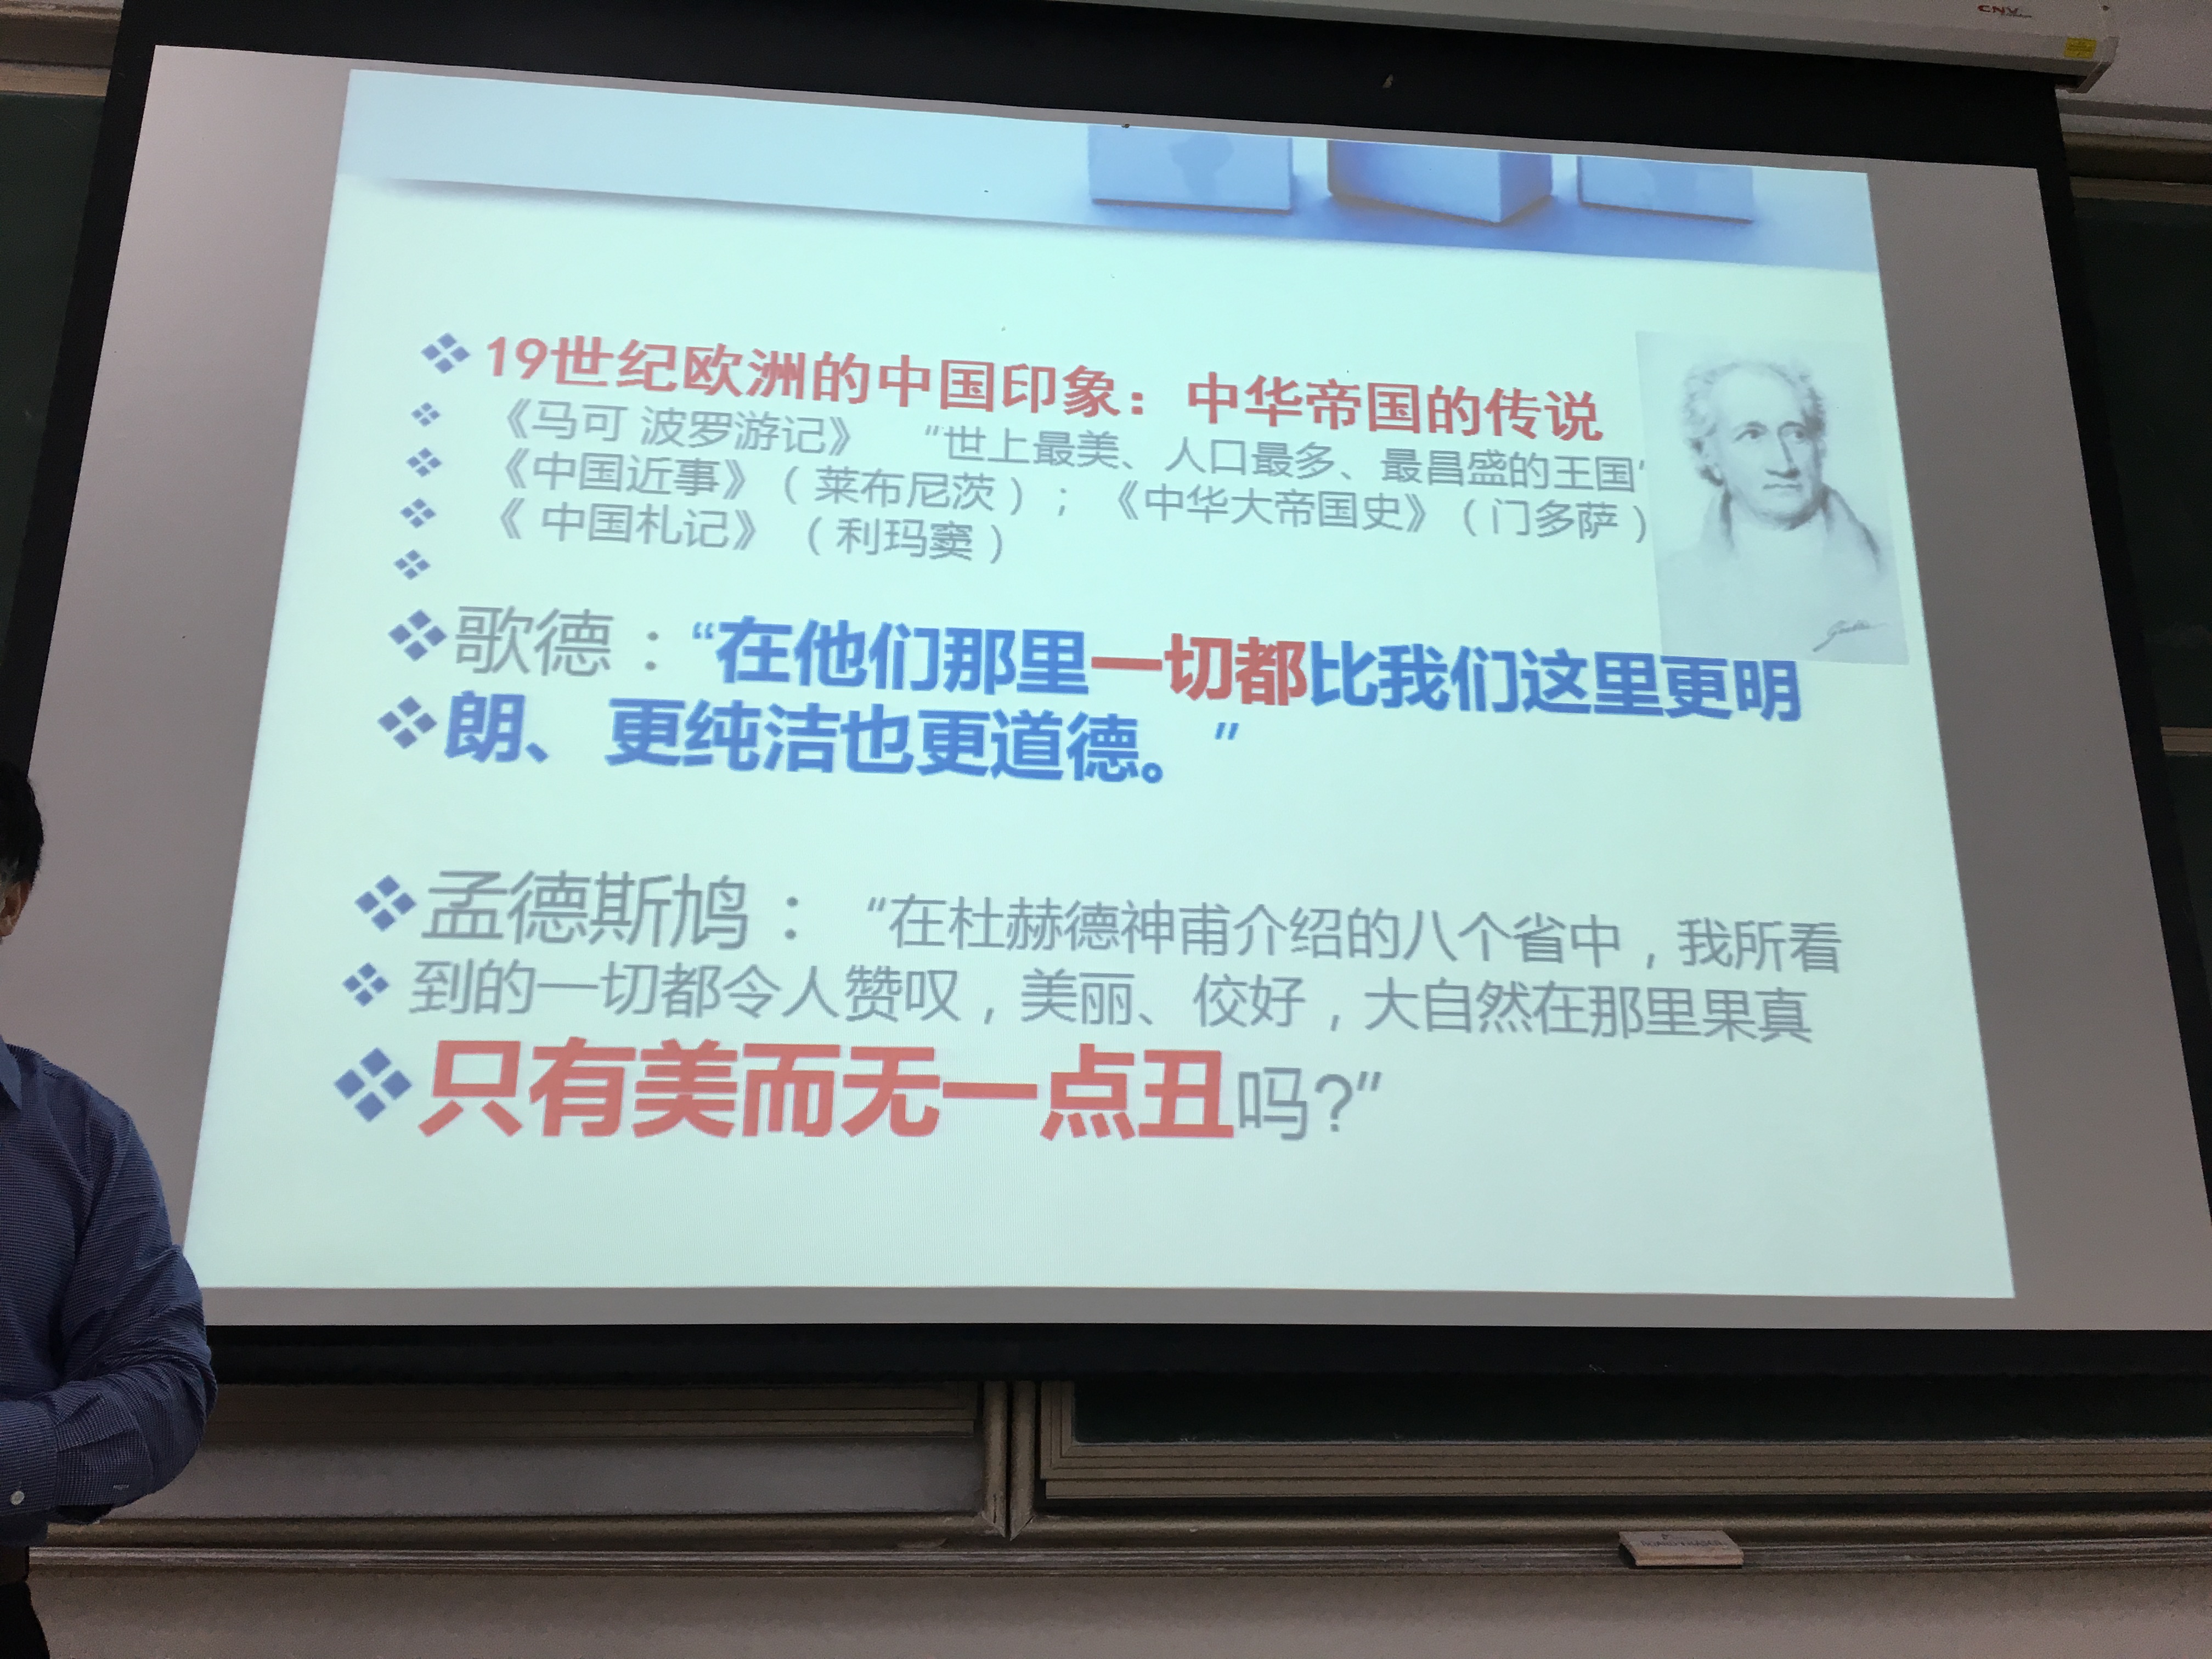 CNV
19世纪欧洲的中国印象：中华帝国的传说
《马可 波罗游记》 “世上最美、人口最多、最昌盛的王国”
《中国近事》（莱布尼茨）；《中华大帝国史》（门多萨）
《 中国札记》（利玛窦）
歌德：“在他们那里一切都比我们这里更明
朗、更纯洁也更道德。”
孟德斯鸠：“在杜赫德神甫介绍的八个省中，我所看
到的一切都令人赞叹，美丽、佼好，大自然在那里果真
只有美而无一点丑吗?”